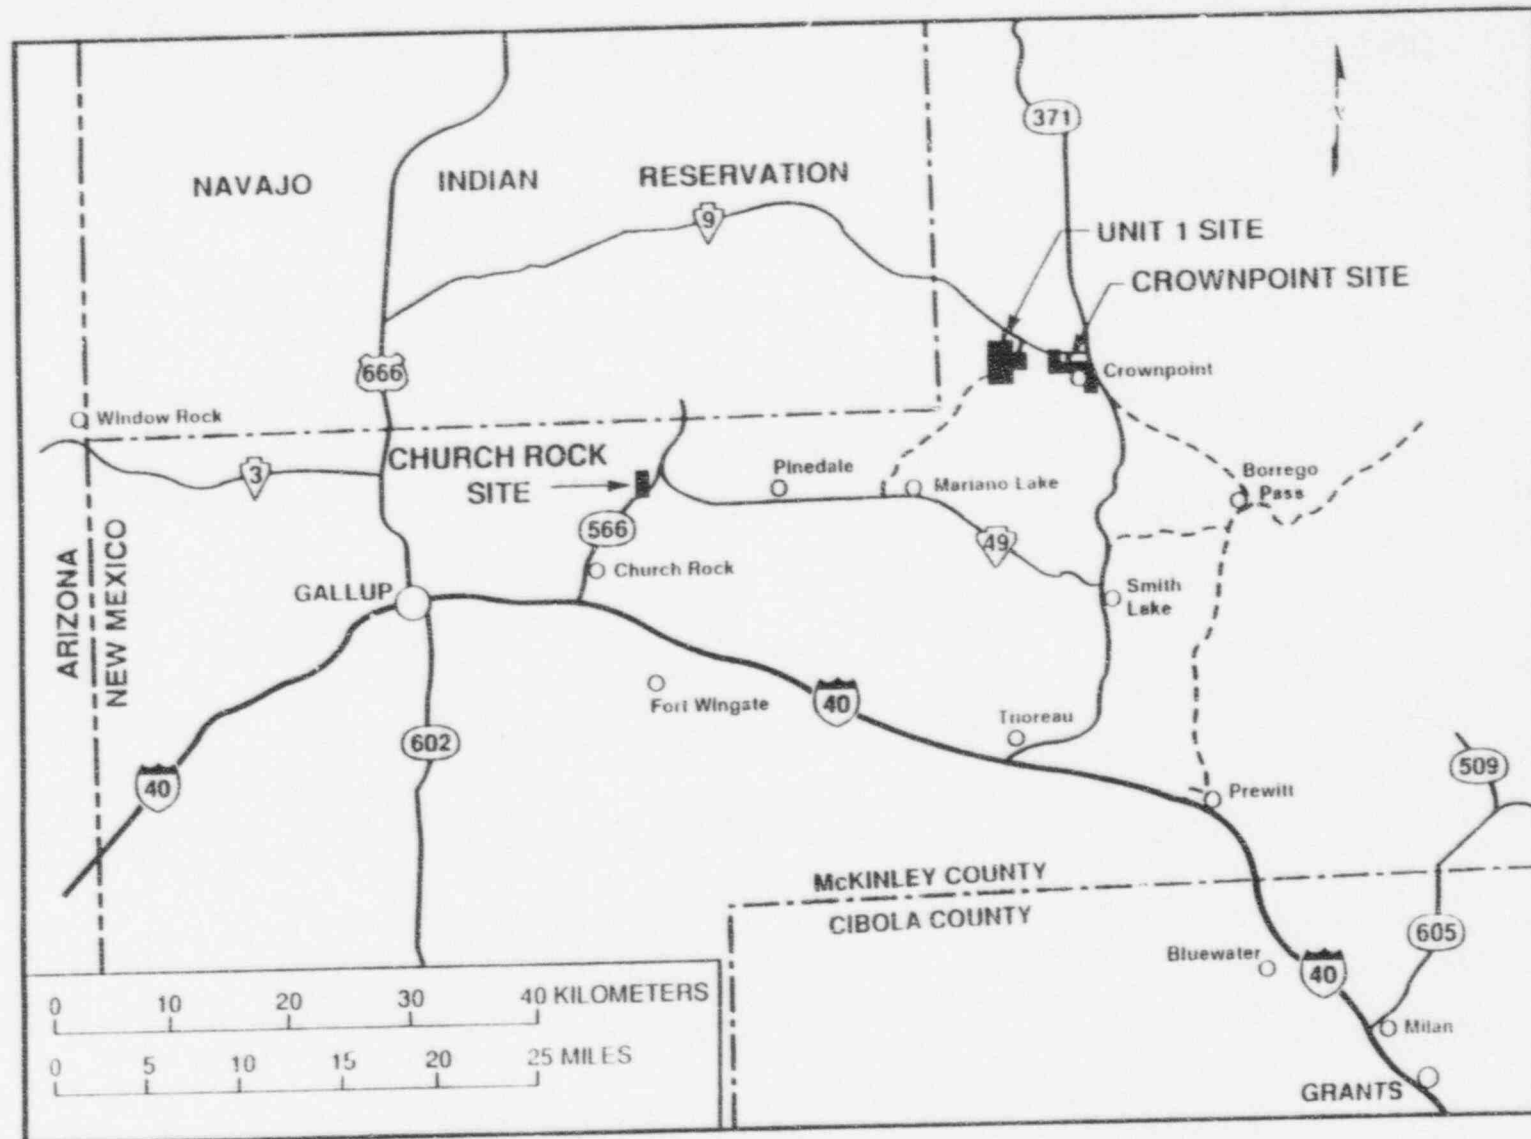 371
NAVAJO INDIAN RESERVATION
9
UNIT 1 SITE
CROWNPOINT SITE
666
Crownpoint
Window Rock
CHURCH ROCK
SITE
3
Pinedale
Mariano Lake
Borrego
Pass
566
49
ARIZONA
NEW MEXICO
Church Rock
GALLUP
Smith
Lake
Fort Wingate
40
Thoreau
602
40
509
Prewitt
McKINLEY COUNTY
CIBOLA COUNTY
605
Bluewater
40
0 10 20 30 40 KILOMETERS
Milan
0 5 10 15 20 25 MILES
GRANTS